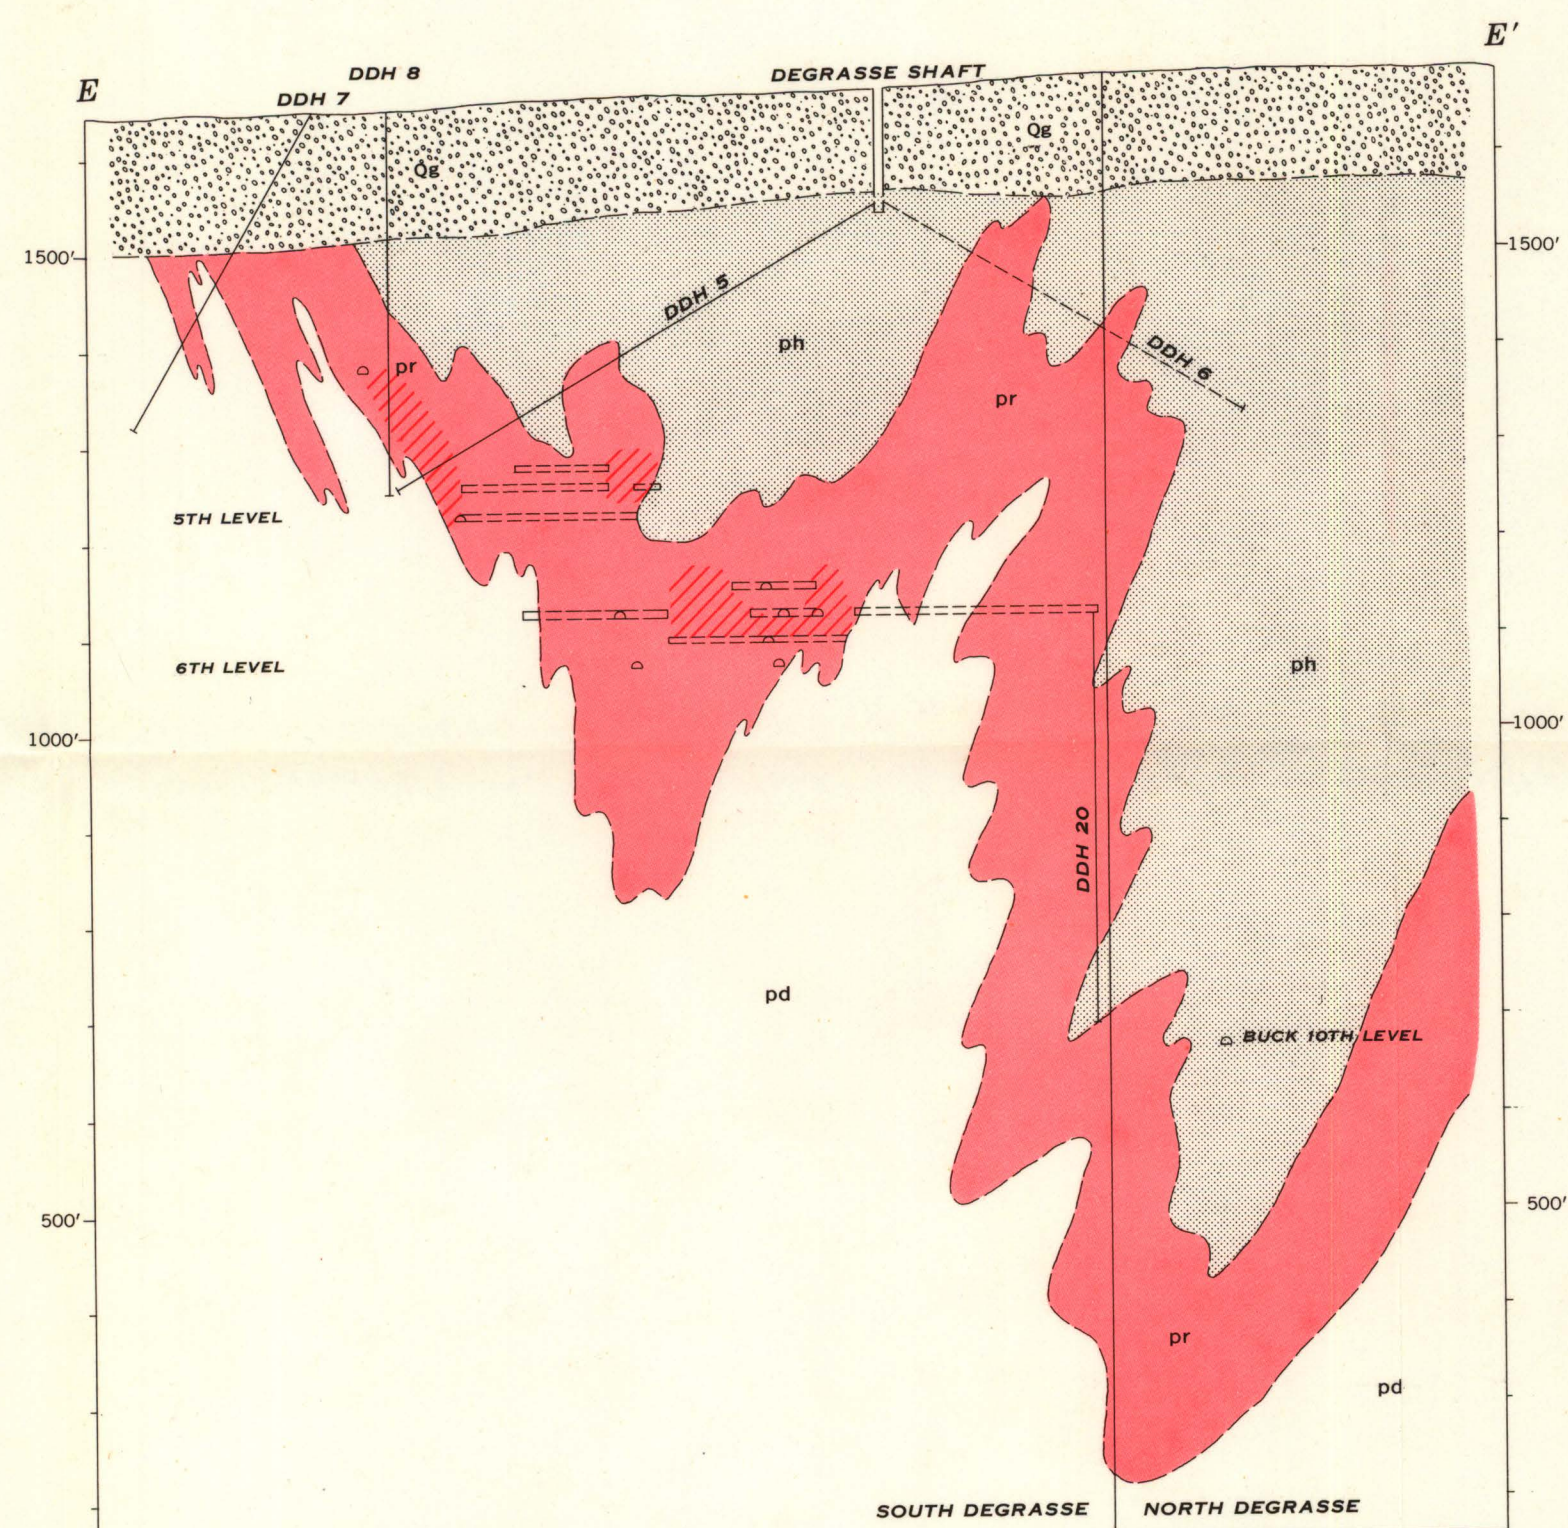 E'
DDH 8
DEGRASSE SHAFT
E
DDH 7
Qg
Qg
1500'
1500'
DDH 5
ph
DDH 6
pr
pr
5TH LEVEL
6TH LEVEL
ph
1000'
1000'
DDH 20
pd
BUCK 10TH LEVEL
500'
500'
pr
pd
SOUTH DEGRASSE
NORTH DEGRASSE